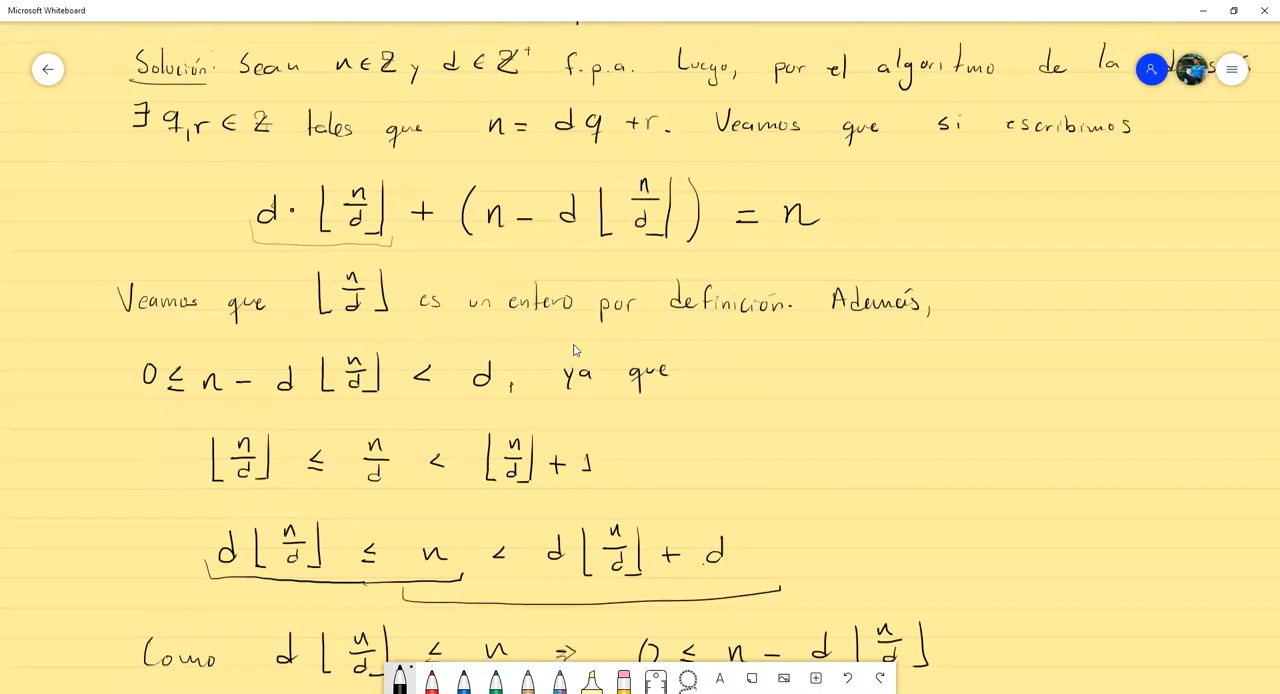 Microsoft Whiteboard
Solución: Sean n ∈ ℤ y d ∈ ℤ⁺ f.p.a. Luego, por el algoritmo de la
∃ q, r ∈ ℤ tales que n = dq + r. Veamos que si escribimos
d · ⌊n/d⌋ + (n - d⌊n/d⌋) = n
Veamos que ⌊n/d⌋ es un entero por definición. Además,
0 ≤ n - d⌊n/d⌋ < d, ya que
⌊n/d⌋ ≤ n/d < ⌊n/d⌋ + 1
d⌊n/d⌋ ≤ n < d⌊n/d⌋ + d
Como d⌊n/d⌋ ≤ n ⇒ 0 ≤ n - d⌊n/d⌋